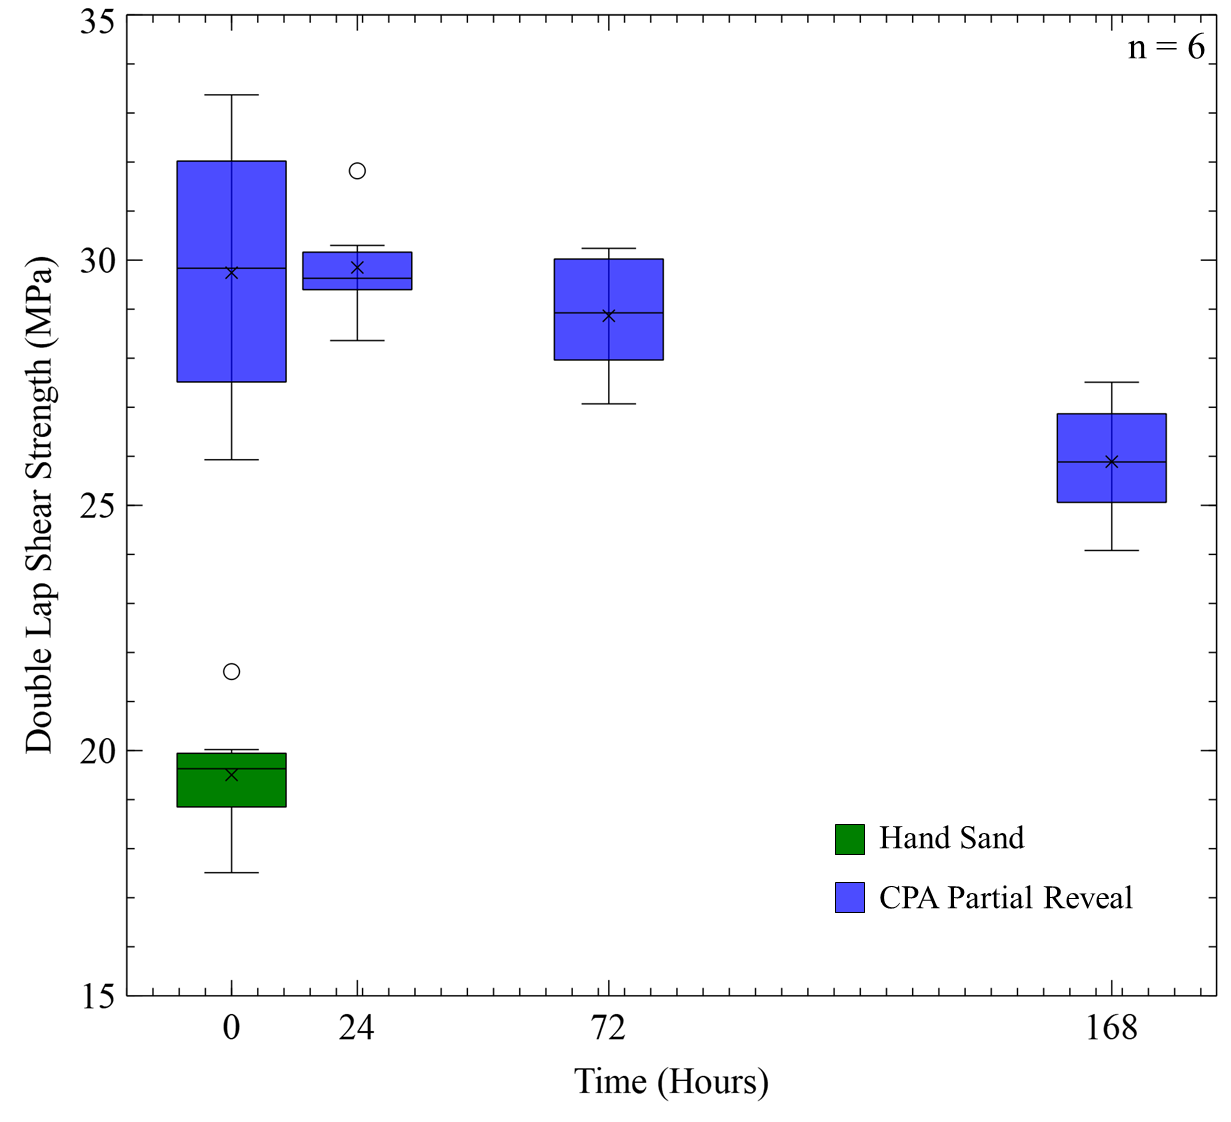 35
n = 6
30
25
20
15
Double Lap Shear Strength (MPa)
Hand Sand
CPA Partial Reveal
0 24 72 168
Time (Hours)